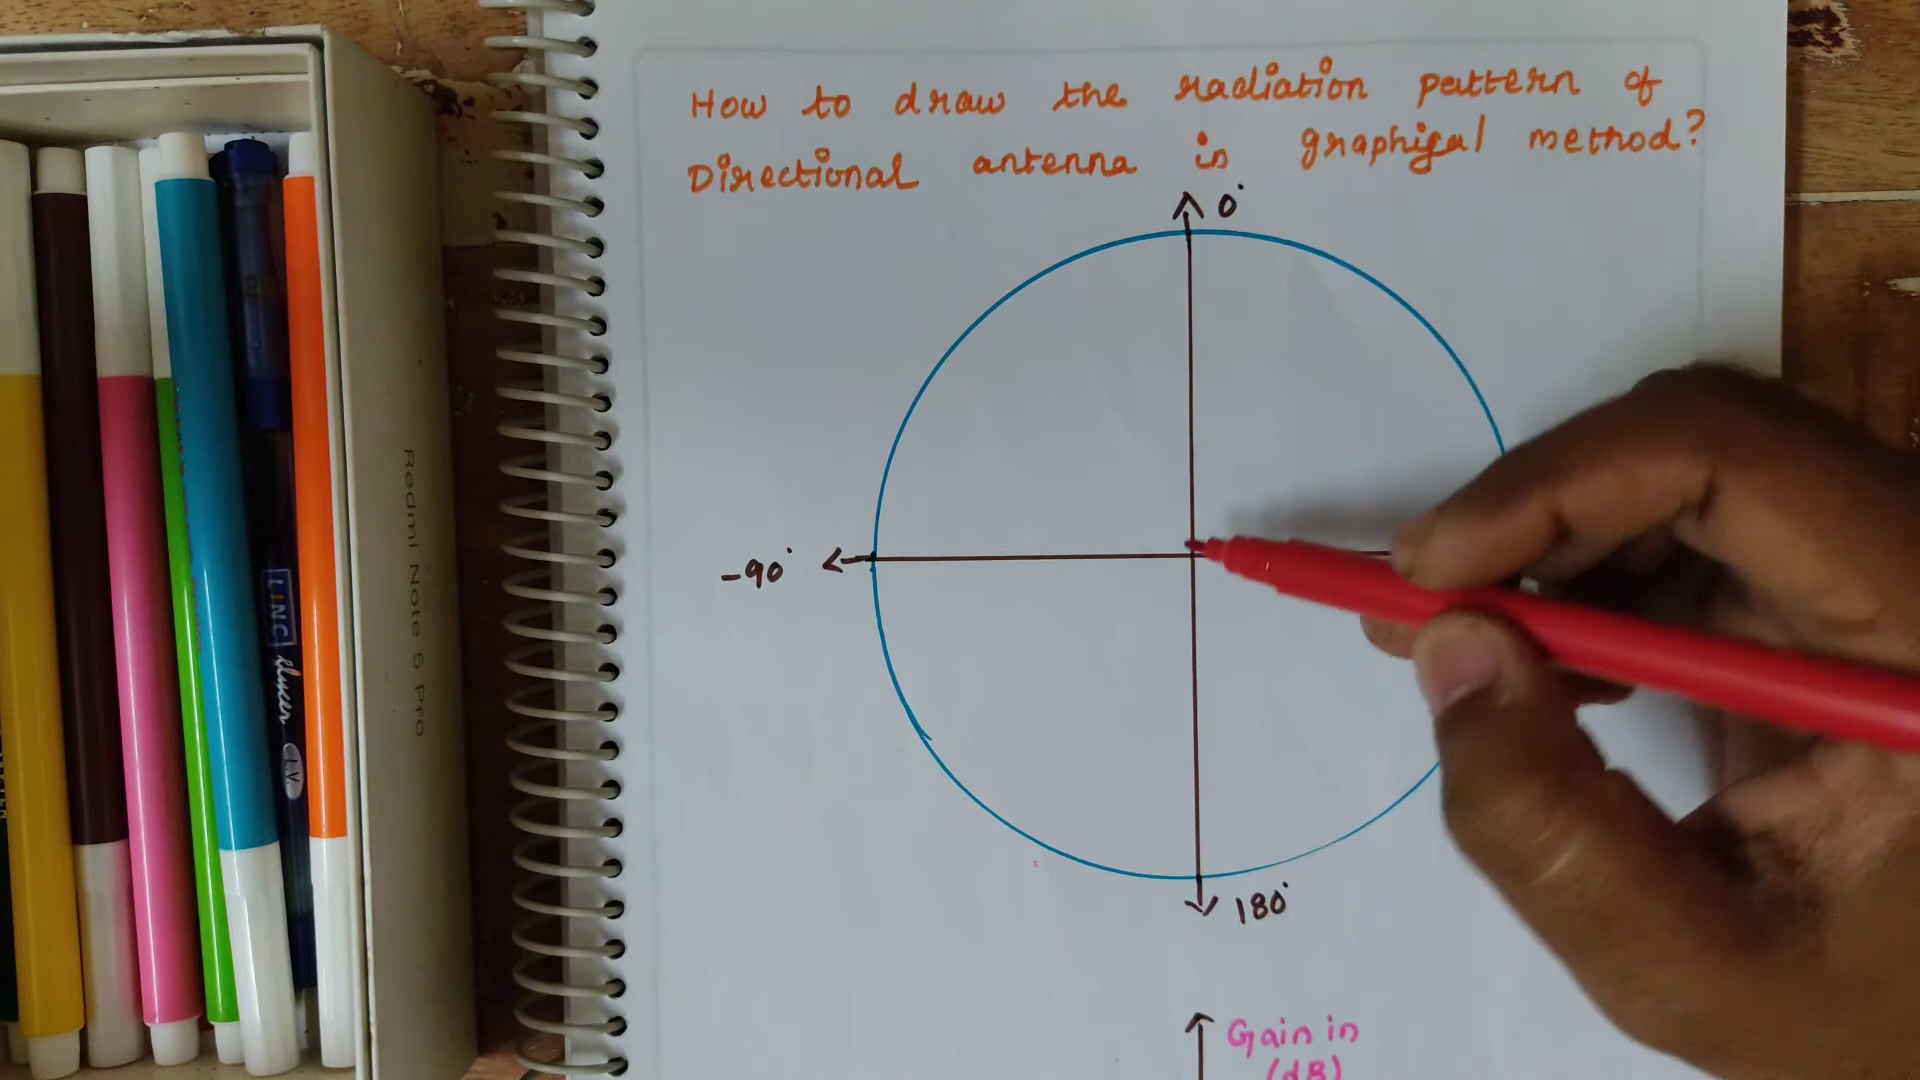 How to draw the radiation pattern of
Directional antenna in graphical method?
0°
-90°
180°
Gain in
(dB)
Redmi Note 5 Pro
LINC
I.V.